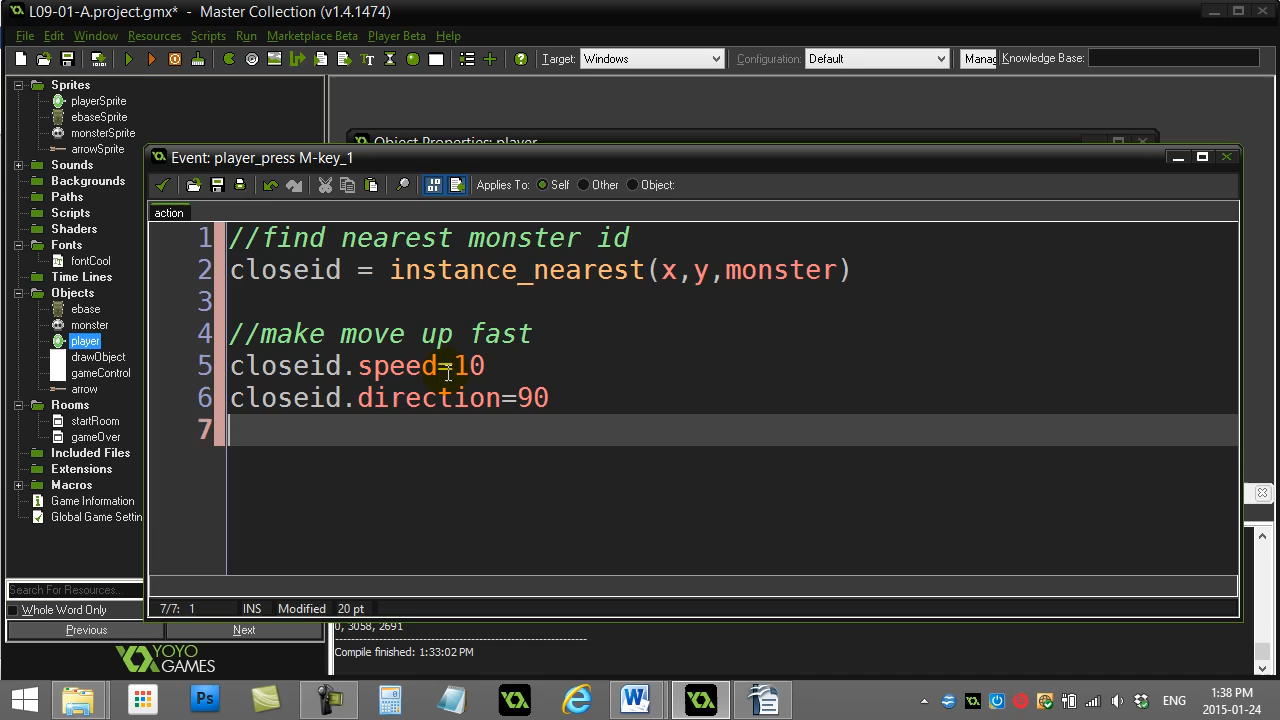 L09-01-A.project.gmx* - Master Collection (v1.4.1474)
File Edit Window Resources Scripts Run Marketplace Beta Player Beta Help
Target: Windows Configuration: Default Manag Knowledge Base:
Sprites
playerSprite
ebaseSprite
monsterSprite
arrowSprite
Sounds
Backgrounds
Paths
Scripts
Shaders
Fonts
fontCool
Time Lines
Objects
ebase
monster
player
drawObject
gameControl
arrow
Rooms
startRoom
gameOver
Included Files
Extensions
Macros
Game Information
Global Game Settin
Search For Resources...
Whole Word Only
Previous Next
YOYO
GAMES
Object Properties: player
Event: player_press M-key_1
Applies To: Self Other Object:
action
1 //find nearest monster id
2 closeid = instance_nearest(x,y,monster)
3
4 //make move up fast
5 closeid.speed=10
6 closeid.direction=90
7
7/7: 1 INS Modified 20 pt
0, 3058, 2691
Compile finished: 1:33:02 PM
ENG
1:38 PM
2015-01-24